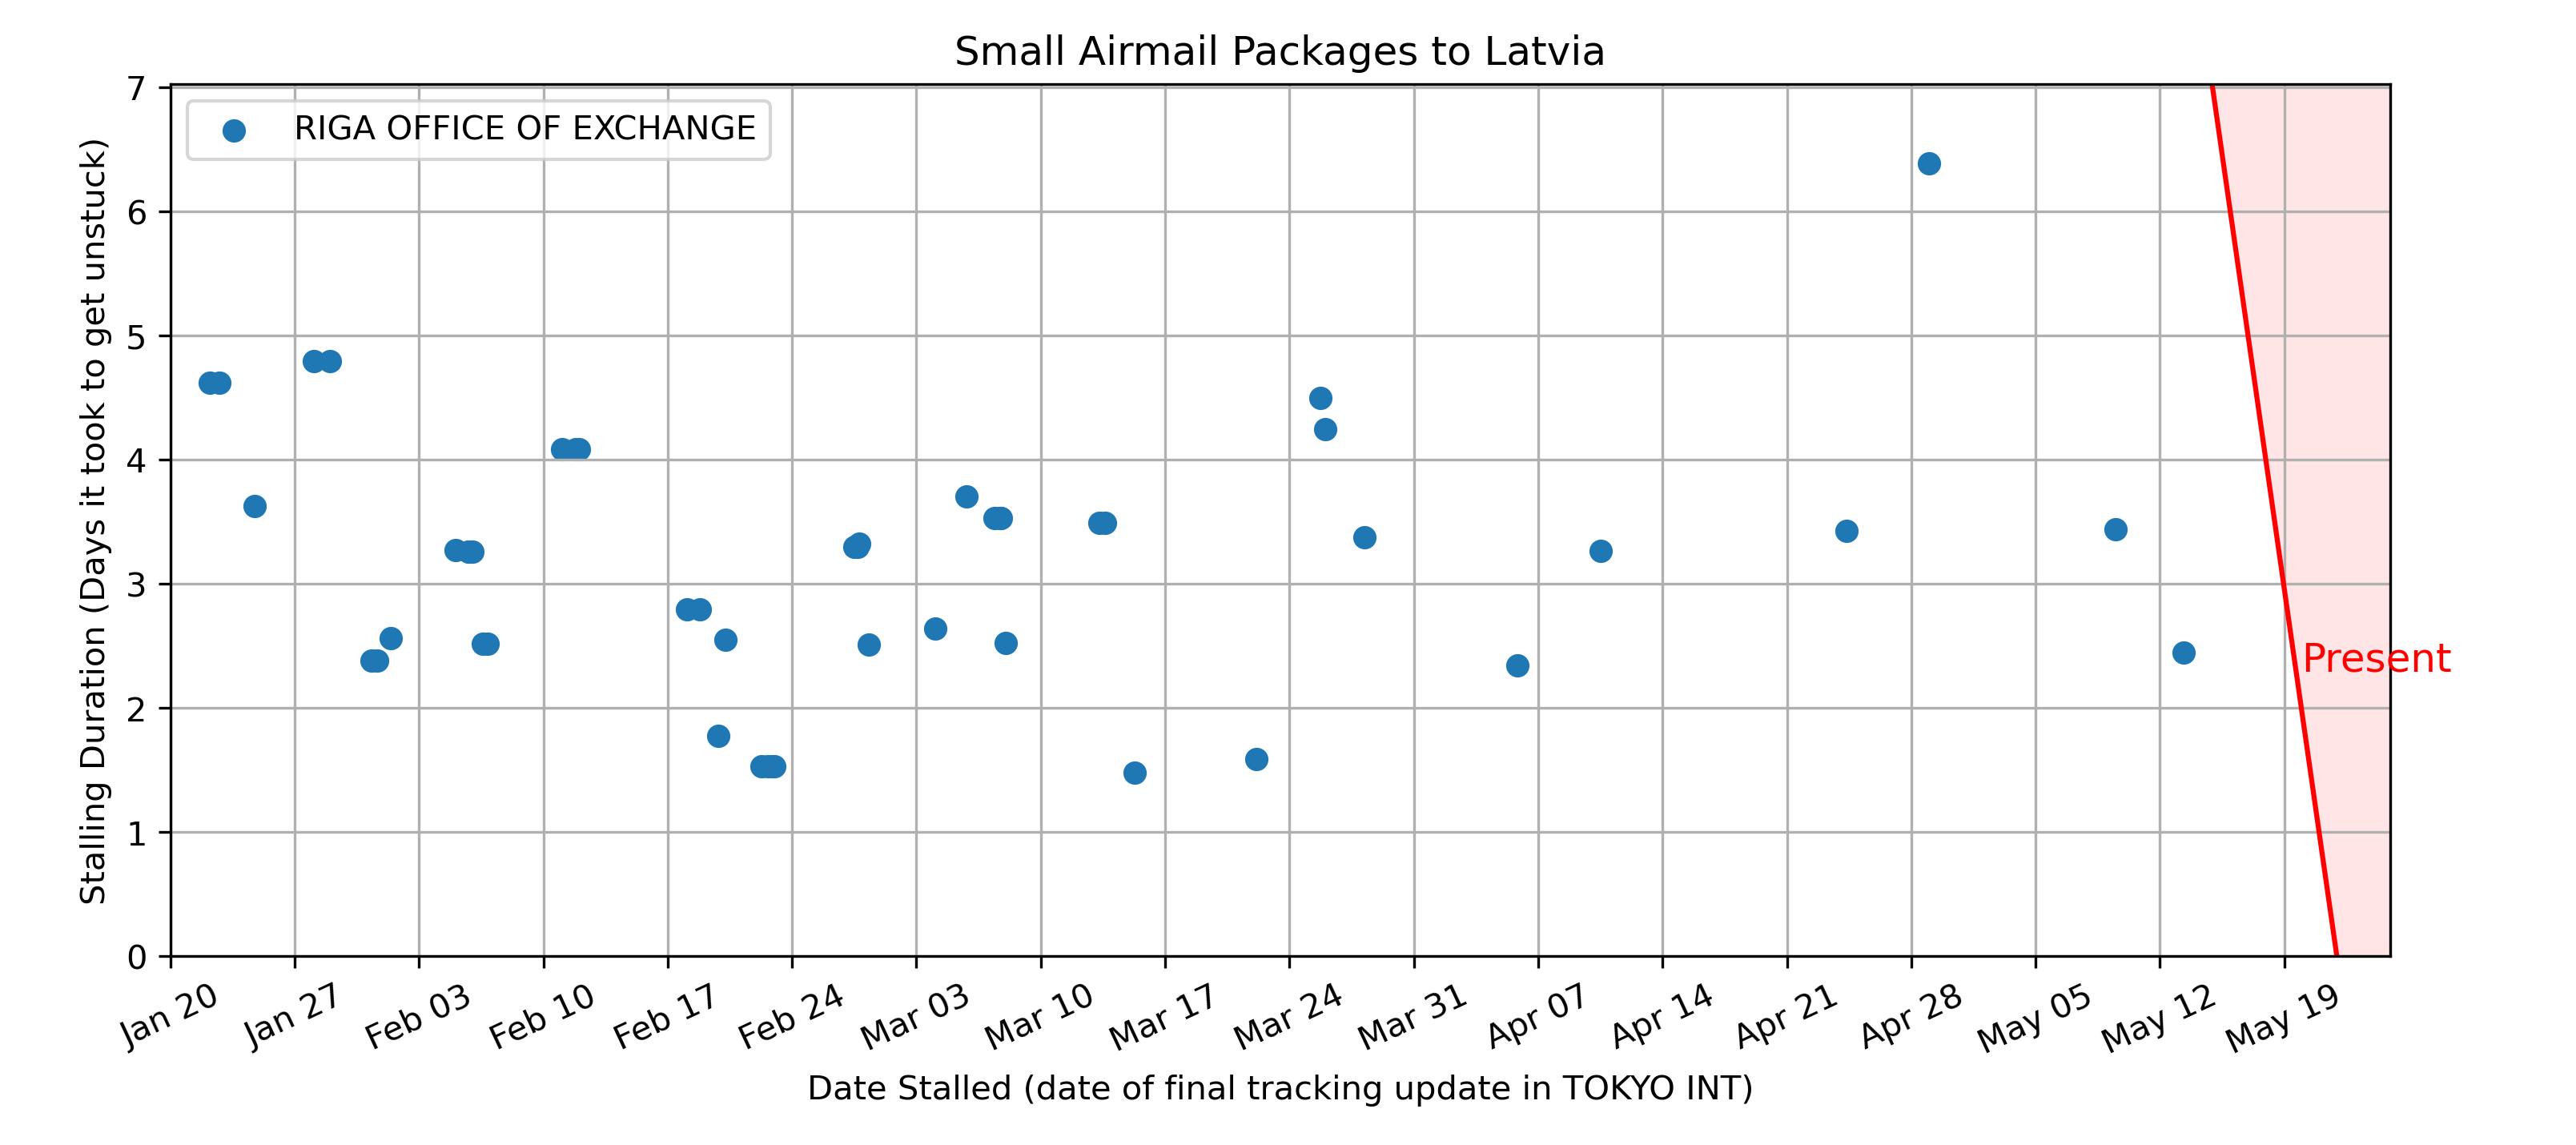 Small Airmail Packages to Latvia
RIGA OFFICE OF EXCHANGE
Stalling Duration (Days it took to get unstuck)
7
6
5
4
3
2
1
0
Present
Jan 20
Jan 27
Feb 03
Feb 10
Feb 17
Feb 24
Mar 03
Mar 10
Mar 17
Mar 24
Mar 31
Apr 07
Apr 14
Apr 21
Apr 28
May 05
May 12
May 19
Date Stalled (date of final tracking update in TOKYO INT)